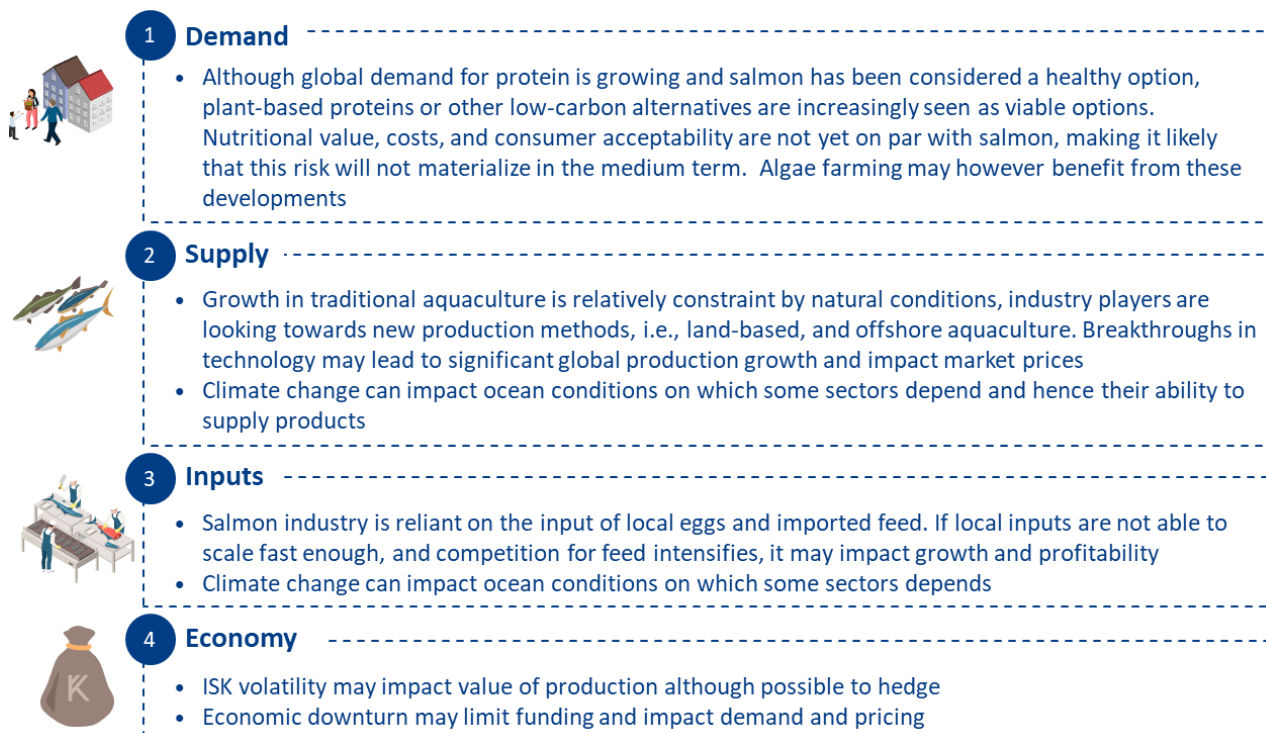 1 Demand
• Although global demand for protein is growing and salmon has been considered a healthy option,
plant-based proteins or other low-carbon alternatives are increasingly seen as viable options.
Nutritional value, costs, and consumer acceptability are not yet on par with salmon, making it likely
that this risk will not materialize in the medium term.  Algae farming may however benefit from these
developments
2 Supply
• Growth in traditional aquaculture is relatively constraint by natural conditions, industry players are
looking towards new production methods, i.e., land-based, and offshore aquaculture. Breakthroughs in
technology may lead to significant global production growth and impact market prices
• Climate change can impact ocean conditions on which some sectors depend and hence their ability to
supply products
3 Inputs
• Salmon industry is reliant on the input of local eggs and imported feed. If local inputs are not able to
scale fast enough, and competition for feed intensifies, it may impact growth and profitability
• Climate change can impact ocean conditions on which some sectors depends
4 Economy
K
• ISK volatility may impact value of production although possible to hedge
• Economic downturn may limit funding and impact demand and pricing